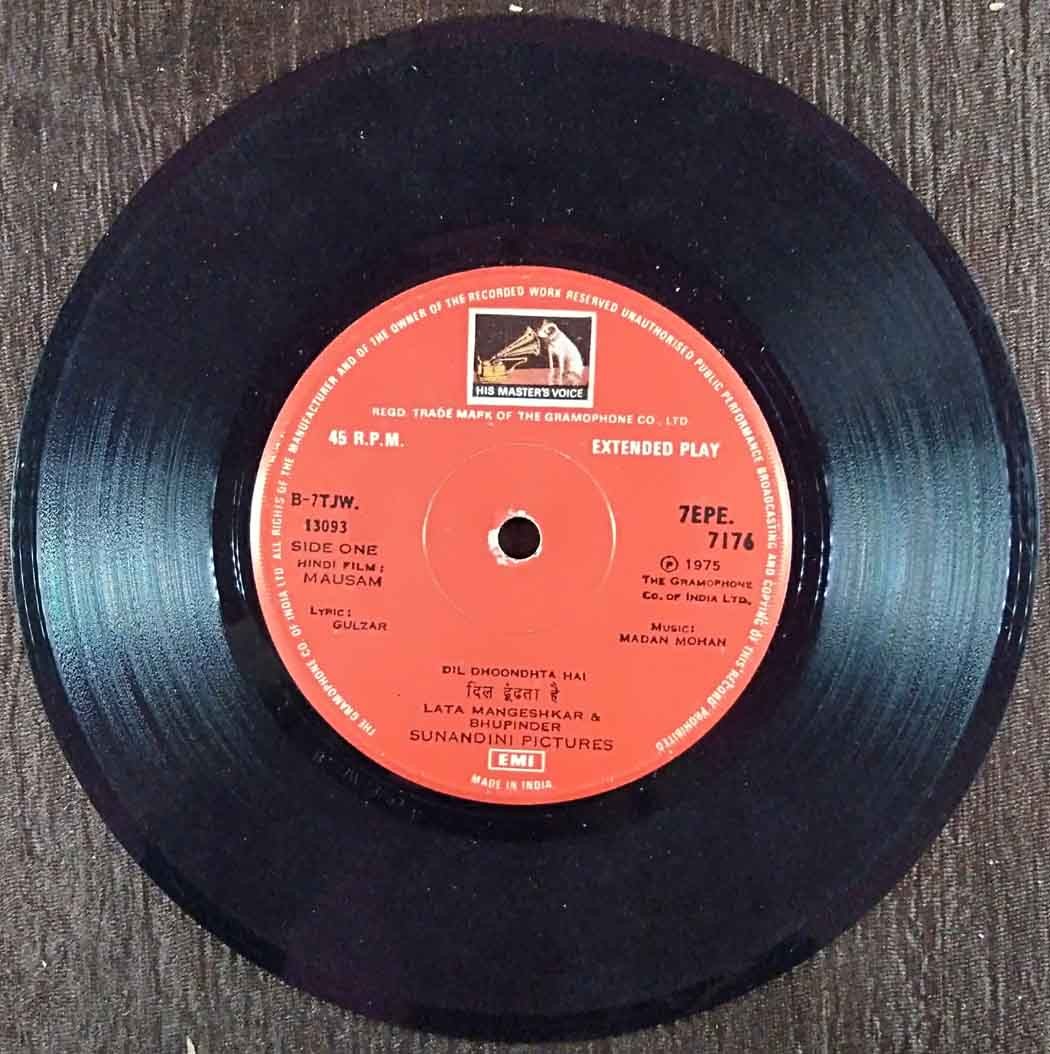 THE GRAMOPHONE CO. OF INDIA LTD ALL RIGHTS OF THE MANUFACTURER AND OF THE OWNER OF THE RECORDED WORK RESERVED UNAUTHORISED PUBLIC PERFORMANCE BROADCASTING AND COPYING OF THIS RECORD PROHIBITED
HIS MASTER'S VOICE
REGD. TRADE MARK OF THE GRAMOPHONE CO., LTD
45 R.P.M.
EXTENDED PLAY
B-7TJW.
13093
SIDE ONE
HINDI FILM:
MAUSAM
LYRIC:
GULZAR
7EPE.
7176
℗ 1975
THE GRAMOPHONE
CO. OF INDIA LTD.
MUSIC:
MADAN MOHAN
DIL DHOONDHTA HAI
दिल ढूंढता है
LATA MANGESHKAR &
BHUPINDER
SUNANDINI PICTURES
EMI
MADE IN INDIA